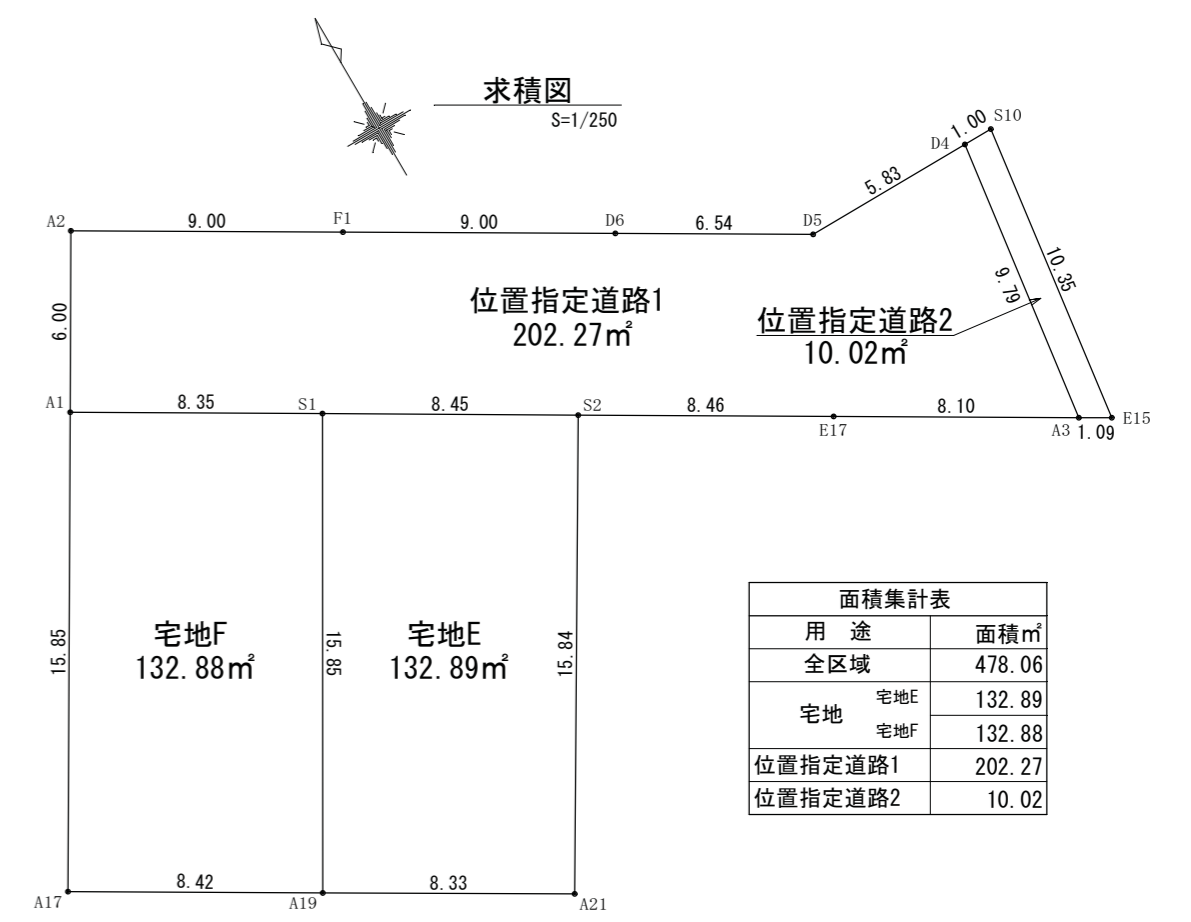 求積図
S=1/250
S10
1.00
D4
5.83
A2
9.00
F1
9.00
D6
6.54
D5
位置指定道路1
202.27㎡
6.00
9.79
10.35
位置指定道路2
10.02㎡
A1
8.35
S1
8.45
S2
8.46
E17
8.10
A3
1.09
E15
15.85
宅地F
132.88㎡
15.85
宅地E
132.89㎡
15.84
面積集計表
用　途 面積㎡
全区域 478.06
宅地 宅地E 132.89
宅地F 132.88
位置指定道路1 202.27
位置指定道路2 10.02
A17
8.42
A19
8.33
A21